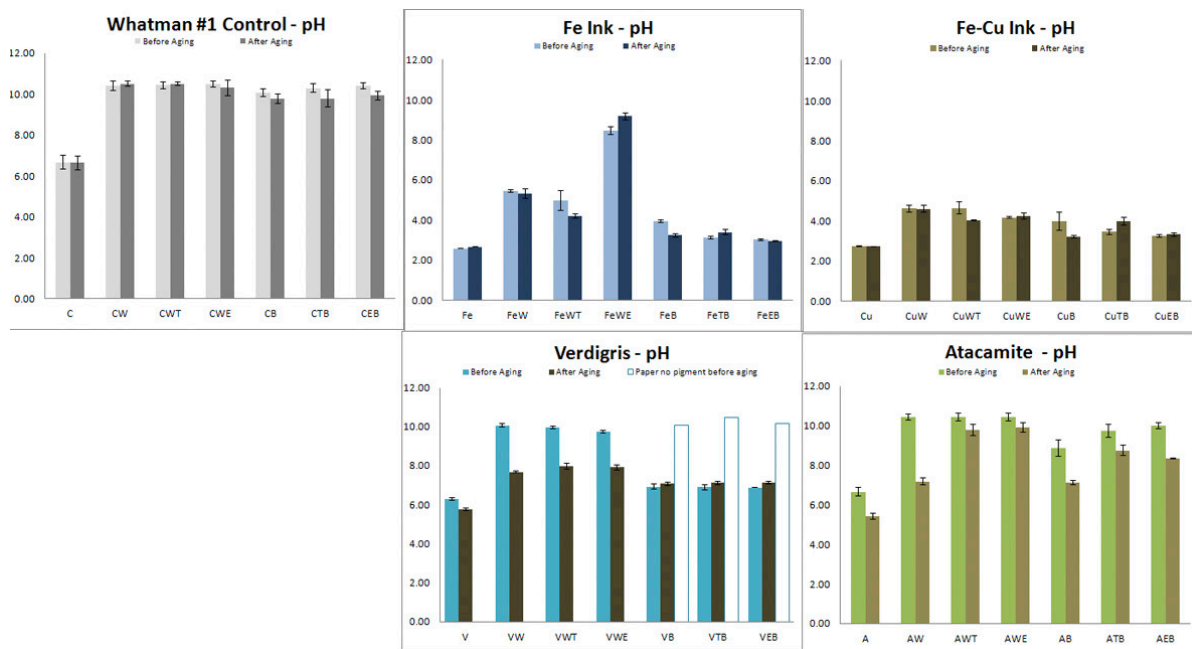 Whatman #1 Control - pH
Before Aging After Aging
12.00
10.00
8.00
6.00
4.00
2.00
0.00
C CW CWT CWE CB CTB CEB
Fe Ink - pH
Before Aging After Aging
12.00
10.00
8.00
6.00
4.00
2.00
0.00
Fe FeW FeWT FeWE FeB FeTB FeEB
Fe-Cu Ink - pH
Before Aging After Aging
12.00
10.00
8.00
6.00
4.00
2.00
0.00
Cu CuW CuWT CuWE CuB CuTB CuEB
Verdigris - pH
Before Aging After Aging Paper no pigment before aging
12.00
10.00
8.00
6.00
4.00
2.00
0.00
V VW VWT VWE VB VTB VEB
Atacamite - pH
Before Aging After Aging
12.00
10.00
8.00
6.00
4.00
2.00
0.00
A AW AWT AWE AB ATB AEB